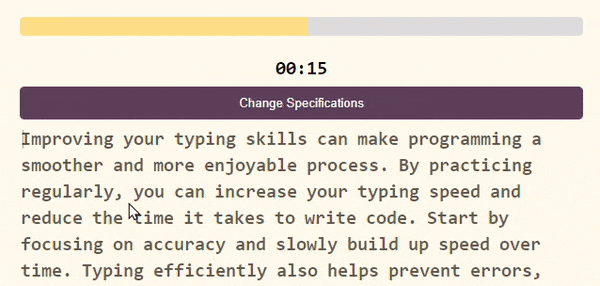 00:15
Change Specifications
Improving your typing skills can make programming a
smoother and more enjoyable process. By practicing
regularly, you can increase your typing speed and
reduce the time it takes to write code. Start by
focusing on accuracy and slowly build up speed over
time. Typing efficiently also helps prevent errors,